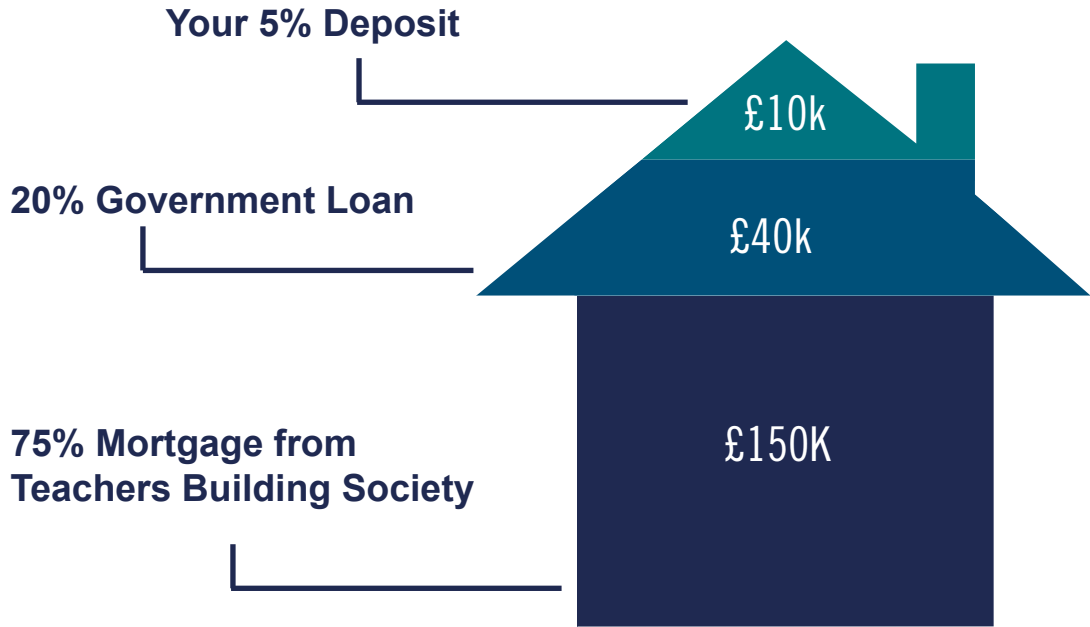 Your 5% Deposit
£10k
20% Government Loan
£40k
75% Mortgage from
Teachers Building Society
£150K